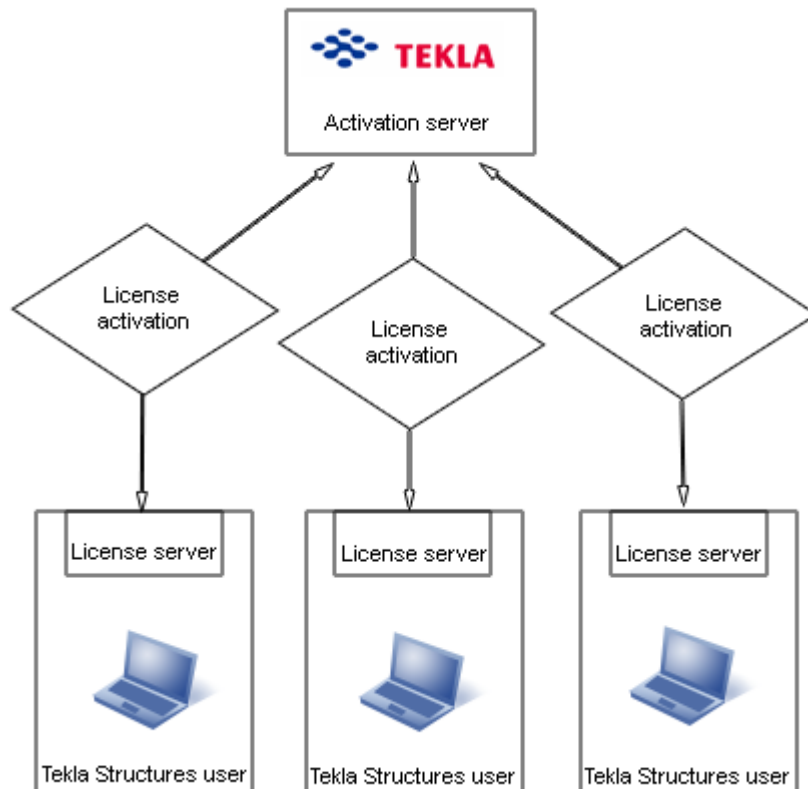 TEKLA
Activation server
License
activation
License
activation
License
activation
License server
License server
License server
Tekla Structures user
Tekla Structures user
Tekla Structures user